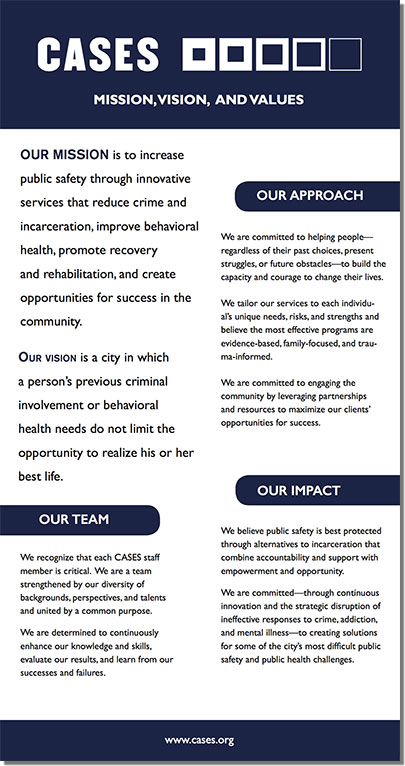 CASES
MISSION, VISION, AND VALUES
OUR MISSION is to increase
public safety through innovative
services that reduce crime and
incarceration, improve behavioral
health, promote recovery
and rehabilitation, and create
opportunities for success in the
community.
OUR VISION is a city in which
a person's previous criminal
involvement or behavioral
health needs do not limit the
opportunity to realize his or her
best life.
OUR TEAM
We recognize that each CASES staff
member is critical. We are a team
strengthened by our diversity of
backgrounds, perspectives, and talents
and united by a common purpose.
We are determined to continuously
enhance our knowledge and skills,
evaluate our results, and learn from our
successes and failures.
OUR APPROACH
We are committed to helping people—
regardless of their past choices, present
struggles, or future obstacles—to build the
capacity and courage to change their lives.
We tailor our services to each individu-
al's unique needs, risks, and strengths and
believe the most effective programs are
evidence-based, family-focused, and trau-
ma-informed.
We are committed to engaging the
community by leveraging partnerships
and resources to maximize our clients'
opportunities for success.
OUR IMPACT
We believe public safety is best protected
through alternatives to incarceration that
combine accountability and support with
empowerment and opportunity.
We are committed—through continuous
innovation and the strategic disruption of
ineffective responses to crime, addiction,
and mental illness—to creating solutions
for some of the city's most difficult public
safety and public health challenges.
www.cases.org